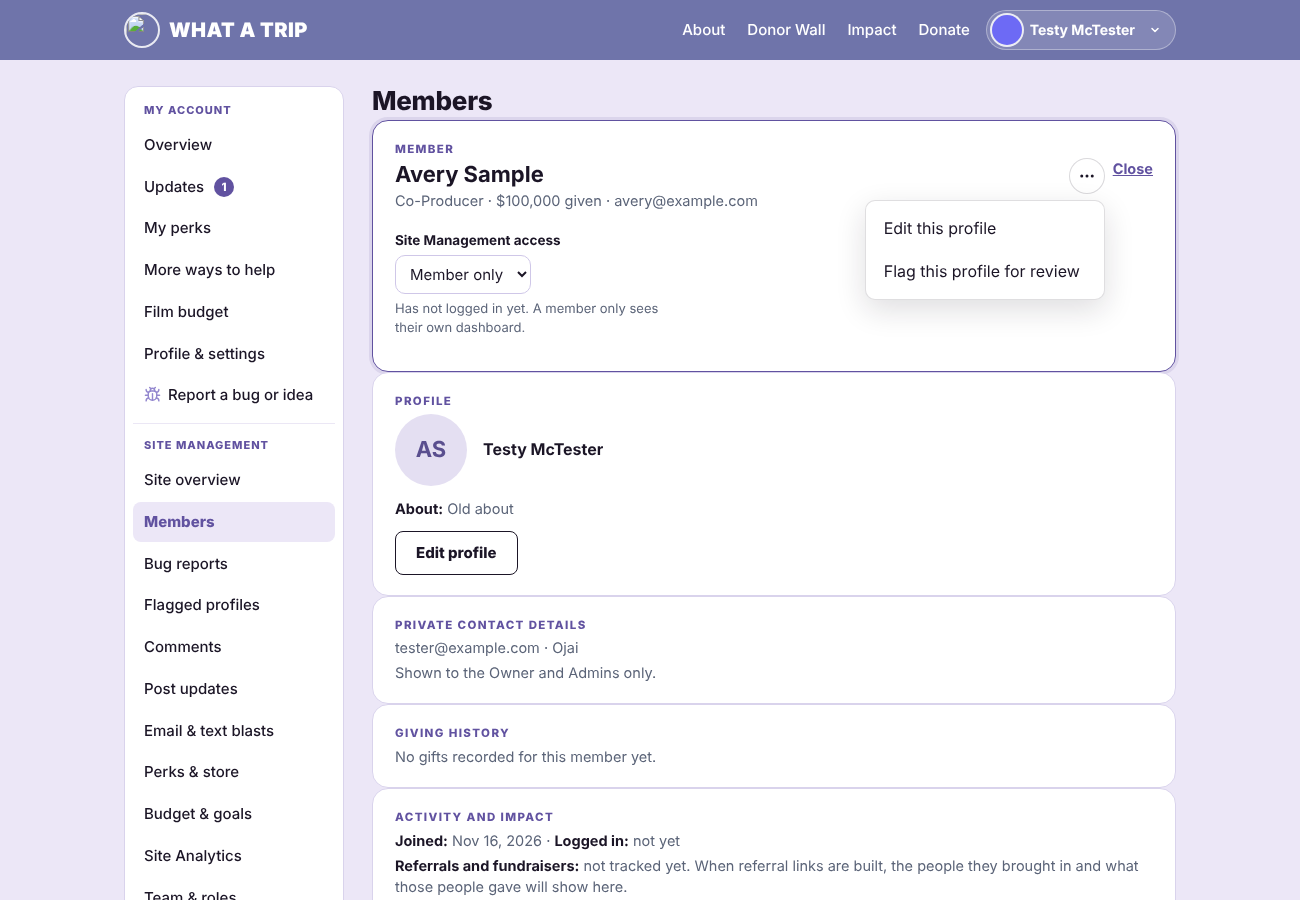 WHAT A TRIP
About
Donor Wall
Impact
Donate
Testy McTester
MY ACCOUNT
Overview
Updates 1
My perks
More ways to help
Film budget
Profile & settings
Report a bug or idea
SITE MANAGEMENT
Site overview
Members
Bug reports
Flagged profiles
Comments
Post updates
Email & text blasts
Perks & store
Budget & goals
Site Analytics
Team & roles
Members
MEMBER
Avery Sample
Close
Co-Producer · $100,000 given · avery@example.com
Edit this profile
Flag this profile for review
Site Management access
Member only
Has not logged in yet. A member only sees
their own dashboard.
PROFILE
AS
Testy McTester
About: Old about
Edit profile
PRIVATE CONTACT DETAILS
tester@example.com · Ojai
Shown to the Owner and Admins only.
GIVING HISTORY
No gifts recorded for this member yet.
ACTIVITY AND IMPACT
Joined: Nov 16, 2026 · Logged in: not yet
Referrals and fundraisers: not tracked yet. When referral links are built, the people they brought in and what
those people gave will show here.